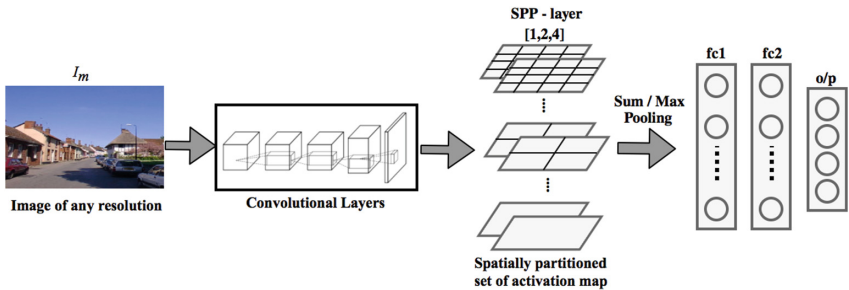 I_m
Image of any resolution
Convolutional Layers
SPP - layer
[1,2,4]
Spatially partitioned
set of activation map
Sum / Max
Pooling
fc1
fc2
o/p